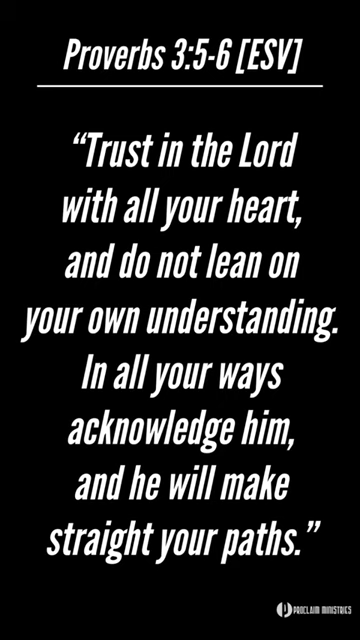 Proverbs 3:5-6 [ESV]
“Trust in the Lord
with all your heart,
and do not lean on
your own understanding.
In all your ways
acknowledge him,
and he will make
straight your paths.”
PROCLAIM MINISTRIES